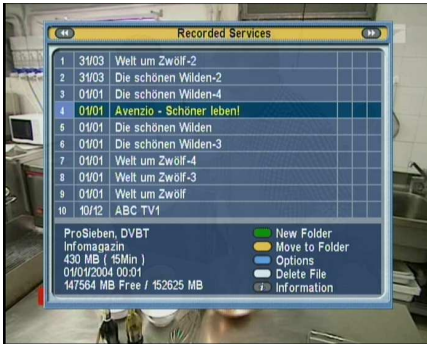 Recorded Services
1 31/03 Welt um Zwölf-2
2 31/03 Die schönen Wilden-2
3 01/01 Die schönen Wilden-4
4 01/01 Avenzio - Schöner leben!
5 01/01 Die schönen Wilden
6 01/01 Die schönen Wilden-3
7 01/01 Welt um Zwölf-4
8 01/01 Welt um Zwölf-3
9 01/01 Welt um Zwölf
10 10/12 ABC TV1
ProSieben, DVBT
Infomagazin
430 MB ( 15Min )
01/01/2004 00:01
147564 MB Free / 152625 MB
New Folder
Move to Folder
Options
Delete File
i Information